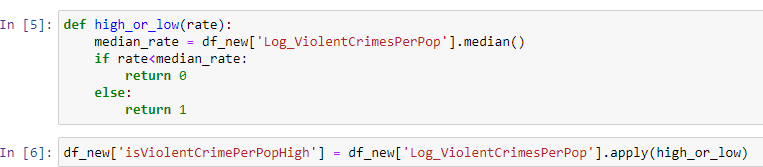 In [5]: def high_or_low(rate):
    median_rate = df_new['Log_ViolentCrimesPerPop'].median()
    if rate<median_rate:
        return 0
    else:
        return 1
In [6]: df_new['isViolentCrimePerPopHigh'] = df_new['Log_ViolentCrimesPerPop'].apply(high_or_low)